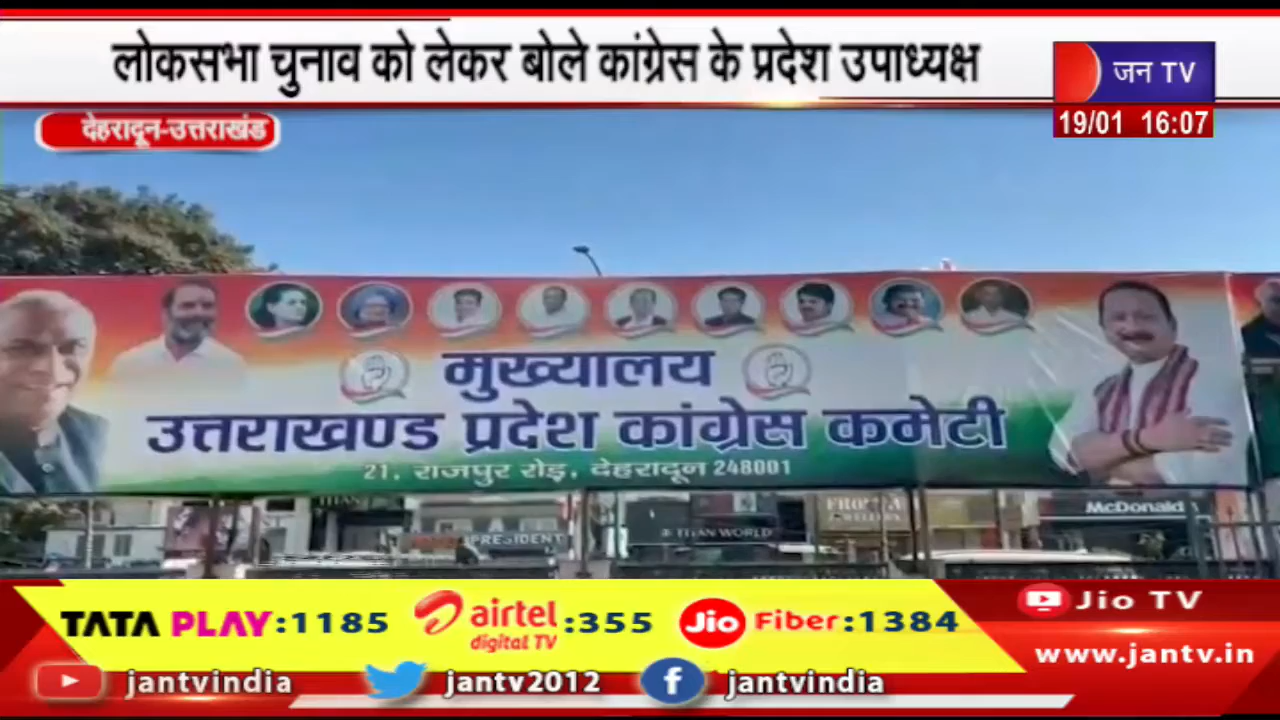 लोकसभा चुनाव को लेकर बोले कांग्रेस के प्रदेश उपाध्यक्ष
जन TV
19/01 16:07
देहरादून-उत्तराखंड
मुख्यालय
उत्तराखण्ड प्रदेश कांग्रेस कमेटी
21, राजपुर रोड़, देहरादून 248001
PRESIDENT
TITAN WORLD
McDonald
TATA PLAY:1185
airtel digital TV:355
Jio Fiber:1384
Jio TV
www.jantv.in
jantvindia
jantv2012
jantvindia